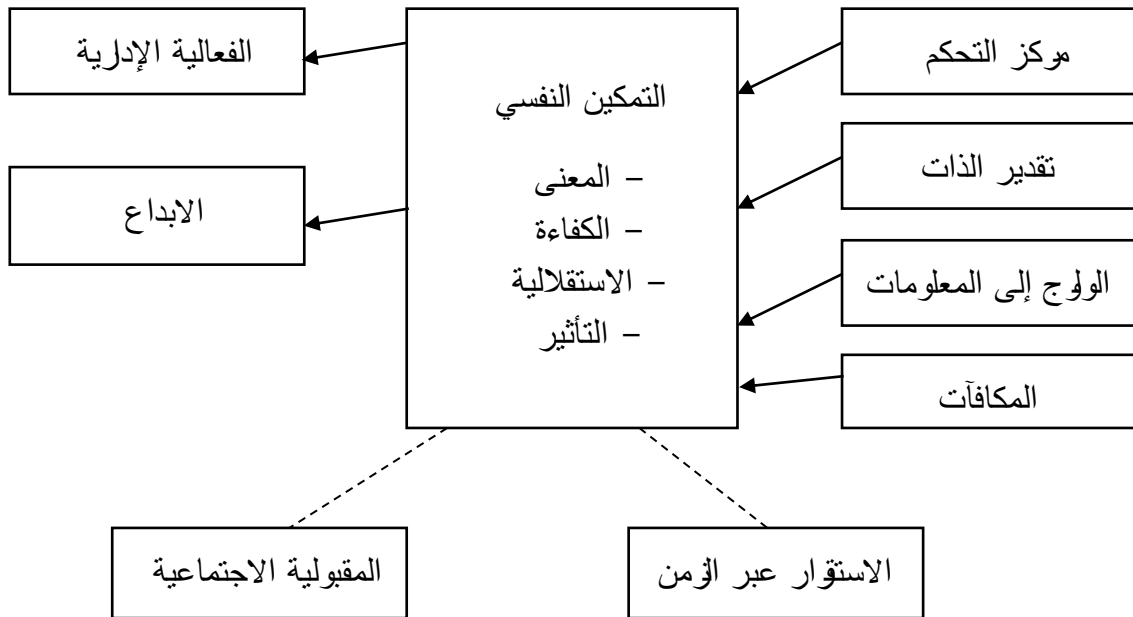 مركز التحكم
تقدير الذات
الولوج إلى المعلومات
المكافآت
التمكين النفسي
– المعنى
– الكفاءة
– الاستقلالية
– التأثير
الفعالية الإدارية
الابداع
الاستقرار عبر الزمن
المقبولية الاجتماعية